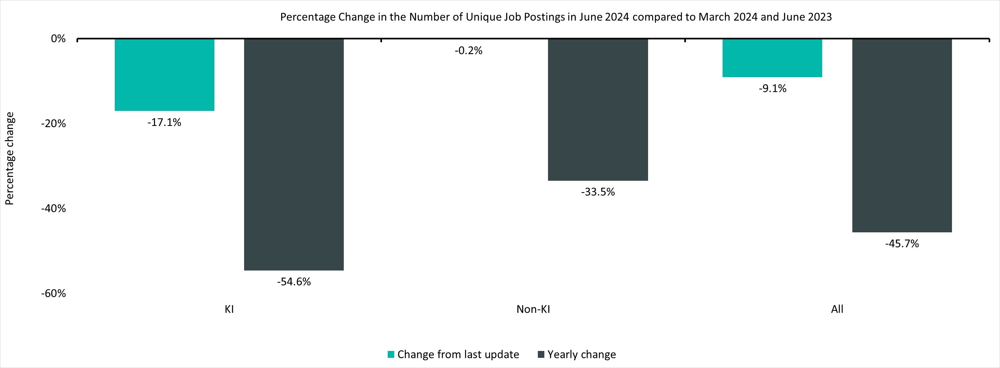 Percentage Change in the Number of Unique Job Postings in June 2024 compared to March 2024 and June 2023
Percentage change
0%
-20%
-40%
-60%
-17.1%
-54.6%
-0.2%
-33.5%
-9.1%
-45.7%
KI
Non-KI
All
Change from last update
Yearly change